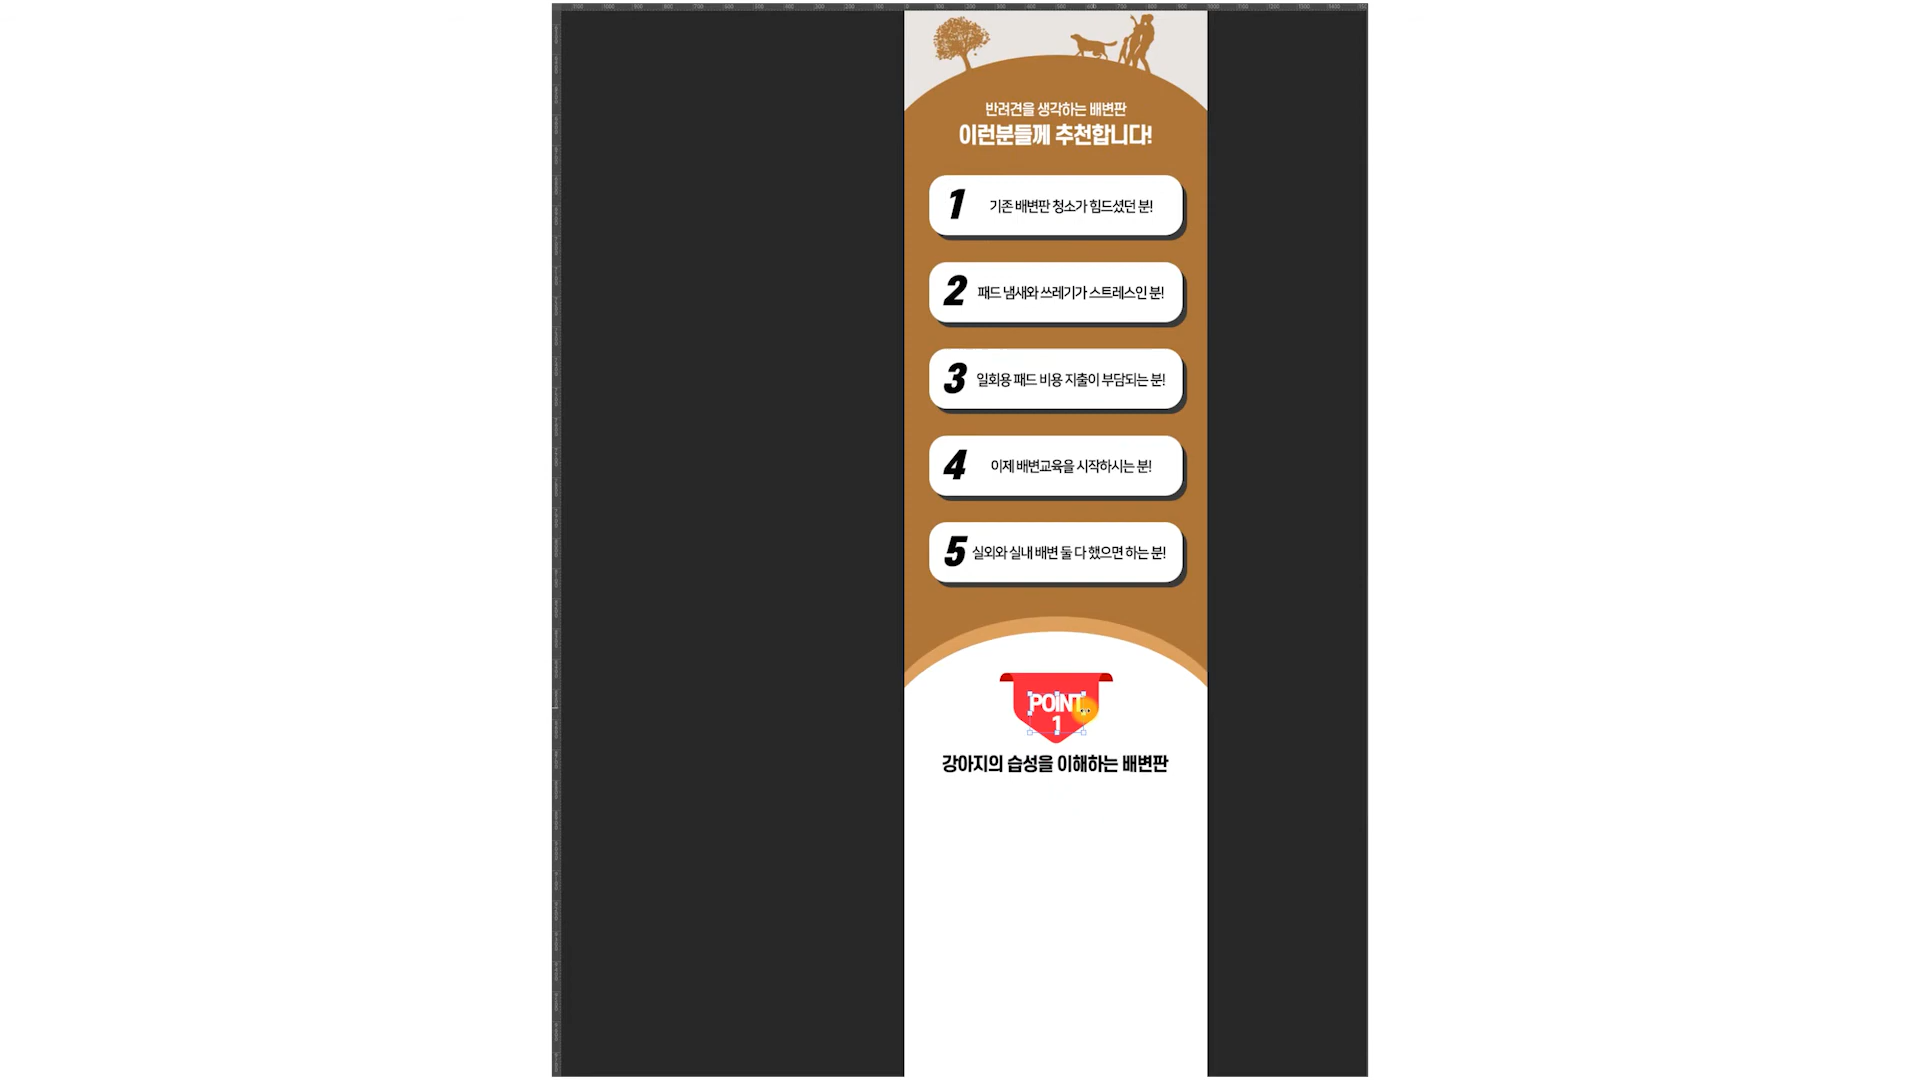 반려견을 생각하는 배변판
이런분들께 추천합니다!
1 기존 배변판 청소가 힘드셨던 분!
2 패드 냄새와 쓰레기가 스트레스인 분!
3 일회용 패드 비용 지출이 부담되는 분!
4 이제 배변교육을 시작하시는 분!
5 실외와 실내 배변 둘 다 했으면 하는 분!
POINT
1
강아지의 습성을 이해하는 배변판